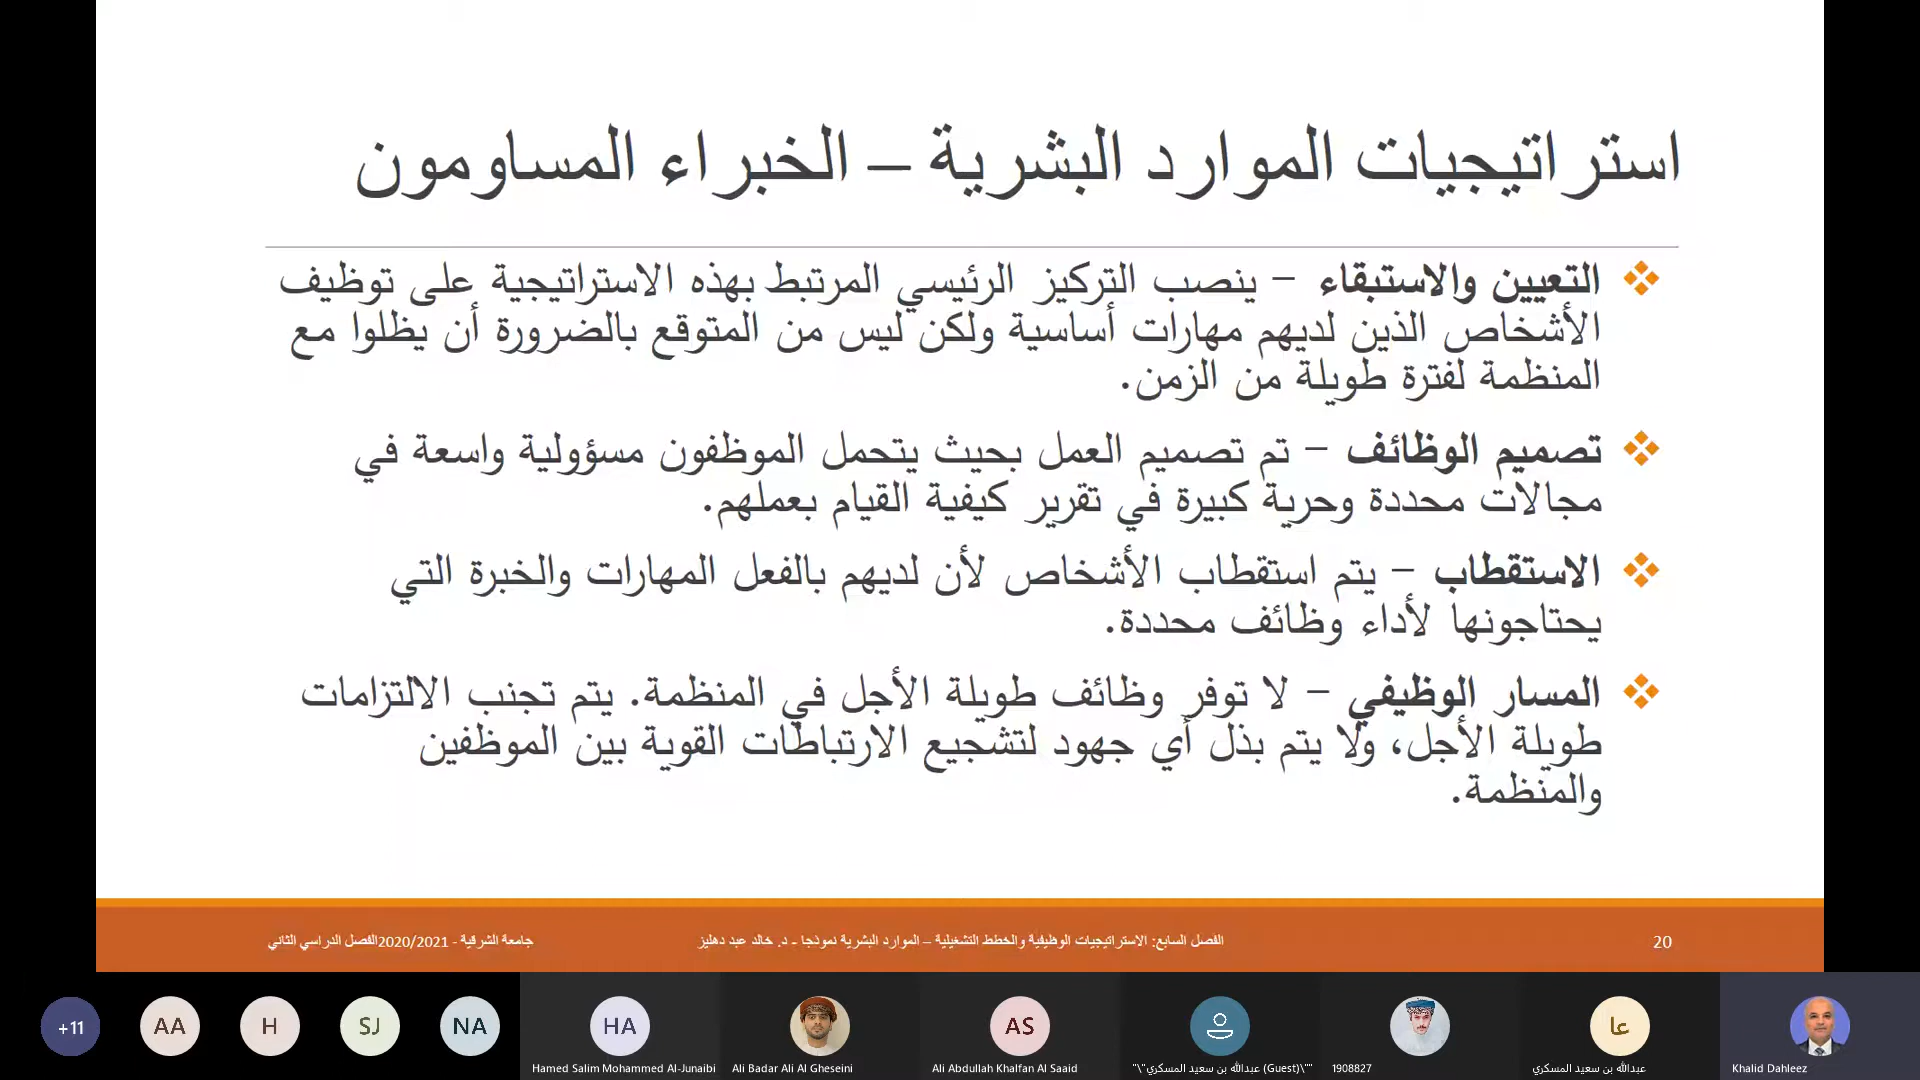 استراتيجيات الموارد البشرية – الخبراء المساومون
التعيين والاستبقاء – ينصب التركيز الرئيسي المرتبط بهذه الاستراتيجية على توظيف
الأشخاص الذين لديهم مهارات أساسية ولكن ليس من المتوقع بالضرورة أن يظلوا مع
المنظمة لفترة طويلة من الزمن.
تصميم الوظائف – تم تصميم العمل بحيث يتحمل الموظفون مسؤولية واسعة في
مجالات محددة وحرية كبيرة في تقرير كيفية القيام بعملهم.
الاستقطاب – يتم استقطاب الأشخاص لأن لديهم بالفعل المهارات والخبرة التي
يحتاجونها لأداء وظائف محددة.
المسار الوظيفي – لا توفر وظائف طويلة الأجل في المنظمة. يتم تجنب الالتزامات
طويلة الأجل، ولا يتم بذل أي جهود لتشجيع الارتباطات القوية بين الموظفين
والمنظمة.
20
الفصل السابع: الاستراتيجيات الوظيفية والخطط التشغيلية – الموارد البشرية نموذجا - د. خالد عبد دهليز
جامعة الشرقية - 2020/2021الفصل الدراسي الثاني
+11
AA
H
SJ
NA
HA
AS
عا
Hamed Salim Mohammed Al-Junaibi
Ali Badar Ali Al Gheseini
Ali Abdullah Khalfan Al Saaid
"\"عبدالله بن سعيد المسكري (Guest)\""
1908827
عبدالله بن سعيد المسكري
Khalid Dahleez